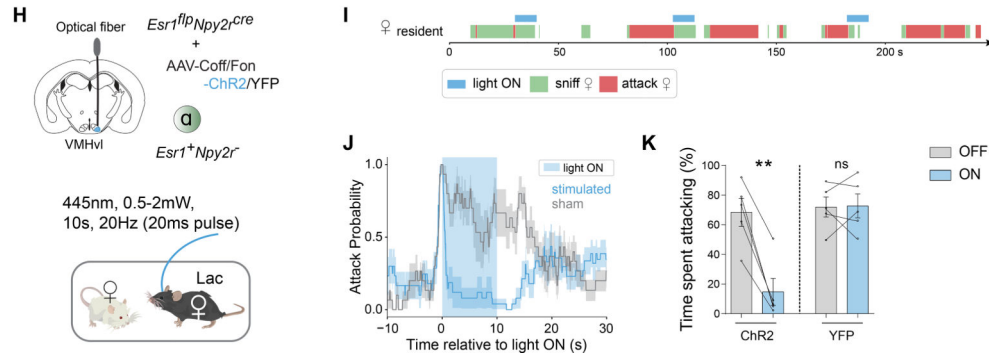 H
Optical fiber
Esr1flpNpy2rcre
+
AAV-Coff/Fon
-ChR2/YFP
VMHvl
α
Esr1+Npy2r-
445nm, 0.5-2mW,
10s, 20Hz (20ms pulse)
♀
Lac
♀
I
♀ resident
0 50 100 150 200 s
light ON sniff ♀ attack ♀
J
Attack Probability
1.0
0.5
0.0
light ON
stimulated
sham
−10 0 10 20 30
Time relative to light ON (s)
K
Time spent attacking (%)
100
80
60
40
20
0
**
ns
ChR2 YFP
OFF
ON